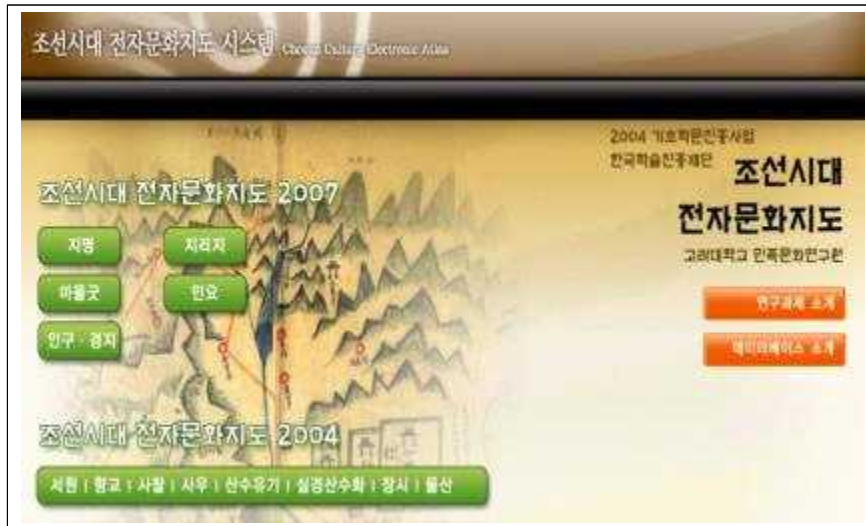 조선시대 전자문화지도 시스템 Chosun Culture Electronic Atlas
2004 기초학문진흥사업
한국학술진흥재단
조선시대
전자문화지도
고려대학교 민족문화연구원
연구과제 소개
데이터베이스 소개
조선시대 전자문화지도 2007
지명 지리지
마을굿 민요
인구 · 경지
조선시대 전자문화지도 2004
서원 | 향교 | 사찰 | 사우 | 산수유기 | 실경산수화 | 장시 | 물산